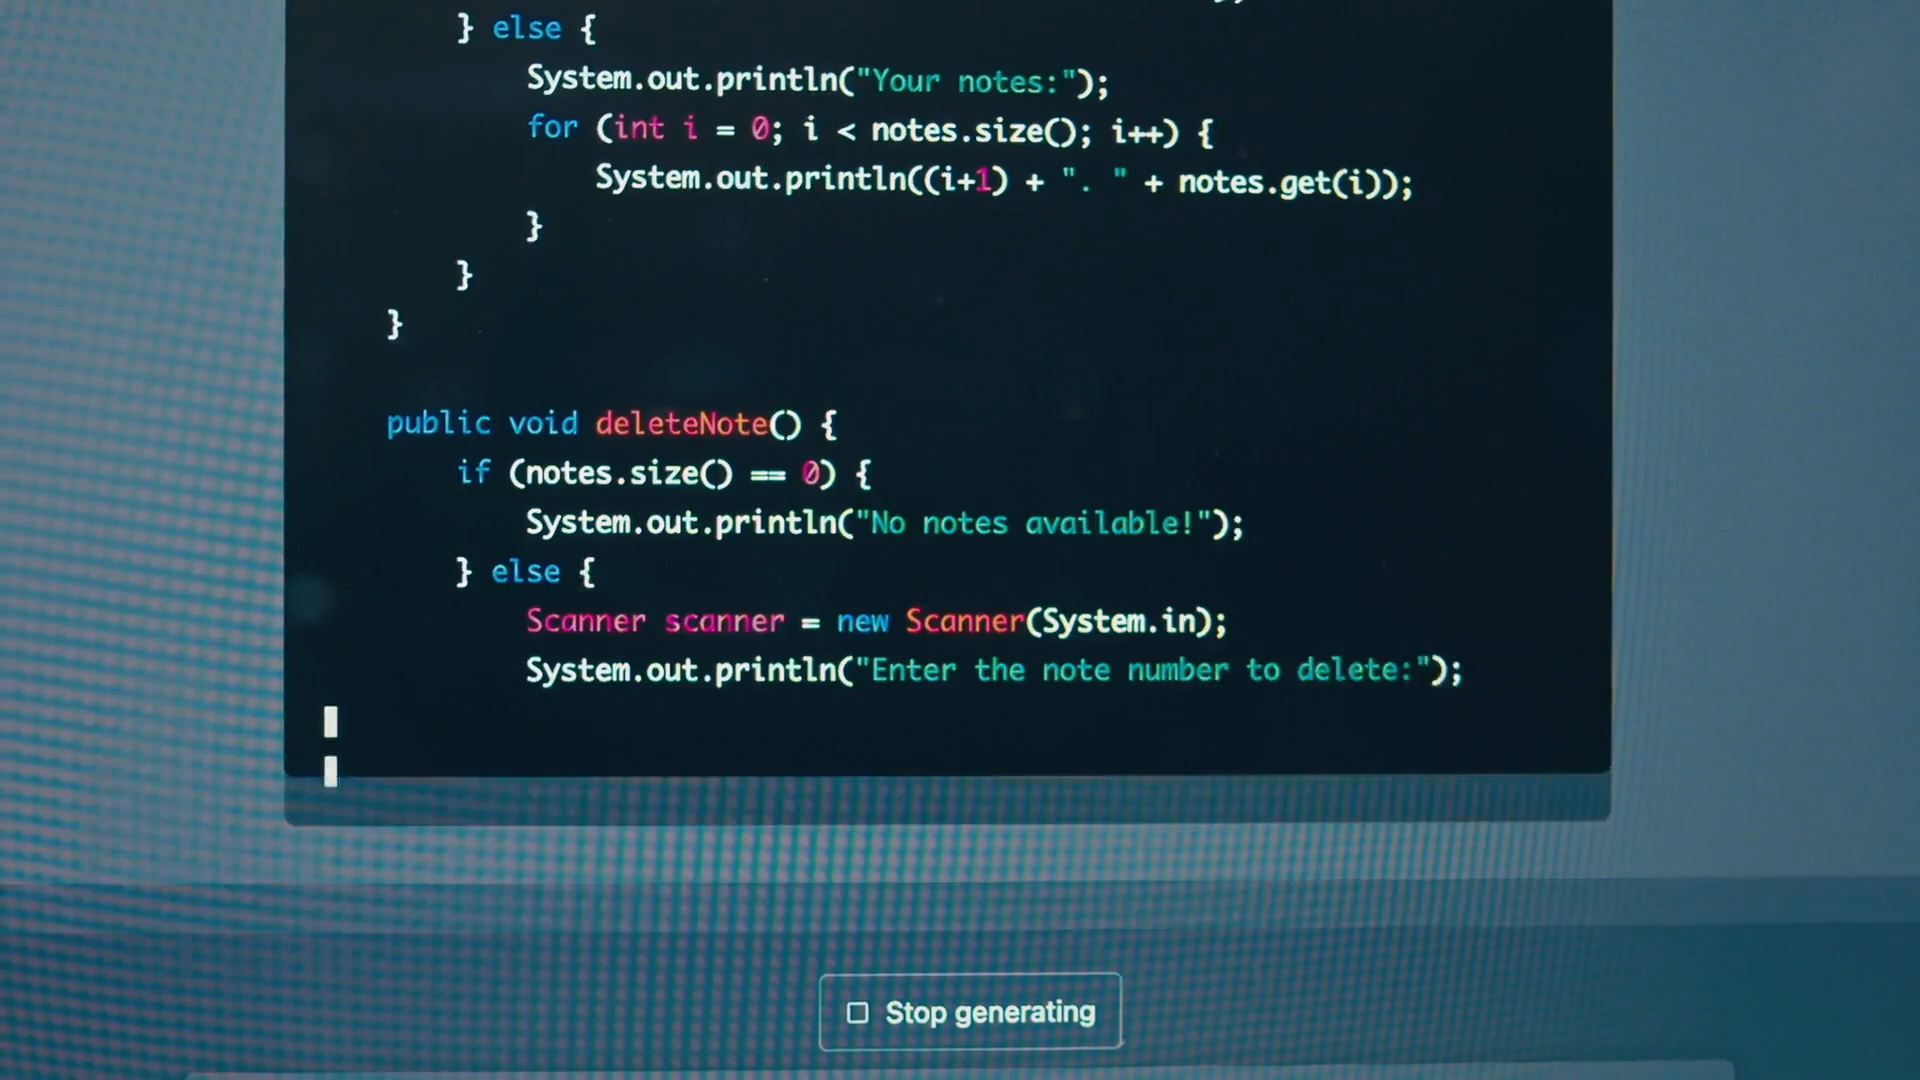 } else {
System.out.println("Your notes:");
for (int i = 0; i < notes.size(); i++) {
System.out.println((i+1) + ". " + notes.get(i));
}
}
}
public void deleteNote() {
if (notes.size() == 0) {
System.out.println("No notes available!");
} else {
Scanner scanner = new Scanner(System.in);
System.out.println("Enter the note number to delete:");
Stop generating